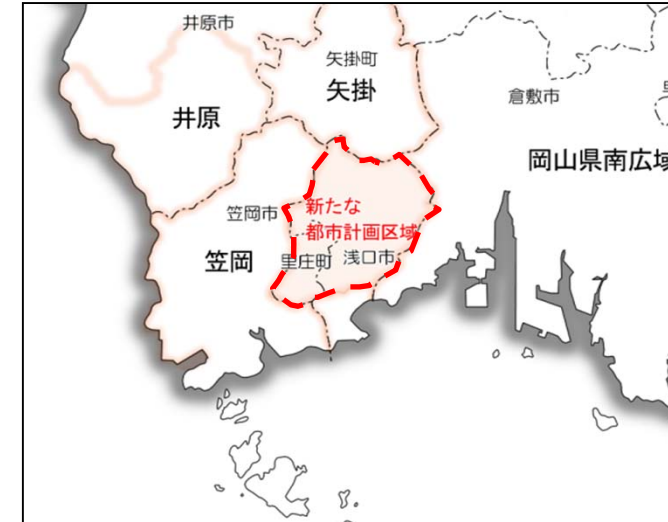 井原市
矢掛町
矢掛
倉敷市
井原
岡山県南広域
新たな
都市計画区域
笠岡市
笠岡
里庄町
浅口市